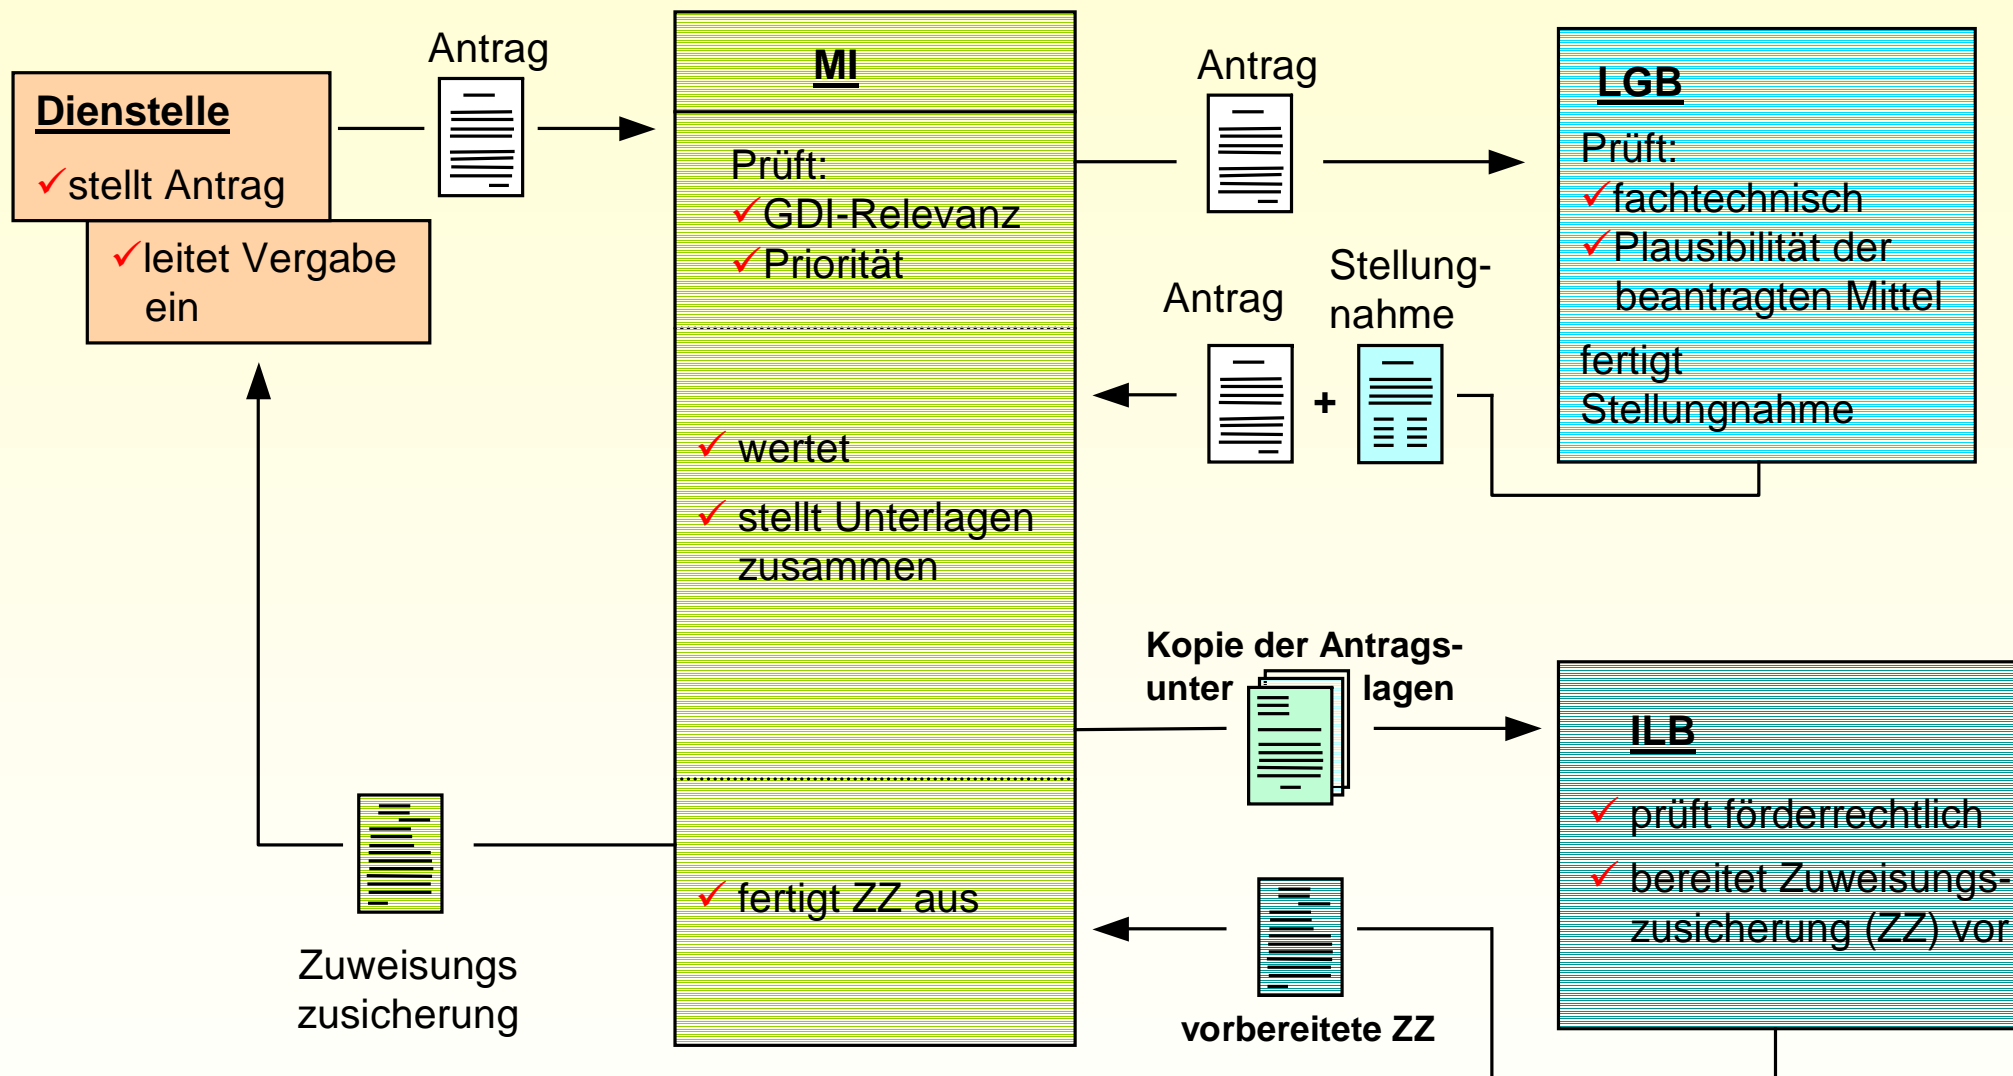 Dienstelle
✓stellt Antrag
✓leitet Vergabe
ein
Antrag
MI
Prüft:
✓GDI-Relevanz
✓Priorität
✓ wertet
✓ stellt Unterlagen
zusammen
✓ fertigt ZZ aus
Antrag
LGB
Prüft:
✓fachtechnisch
✓Plausibilität der
beantragten Mittel
fertigt
Stellungnahme
Antrag
+
Stellung-
nahme
Kopie der Antrags-
unter lagen
ILB
✓ prüft förderrechtlich
✓ bereitet Zuweisungs-
zusicherung (ZZ) vor
vorbereitete ZZ
Zuweisungs
zusicherung